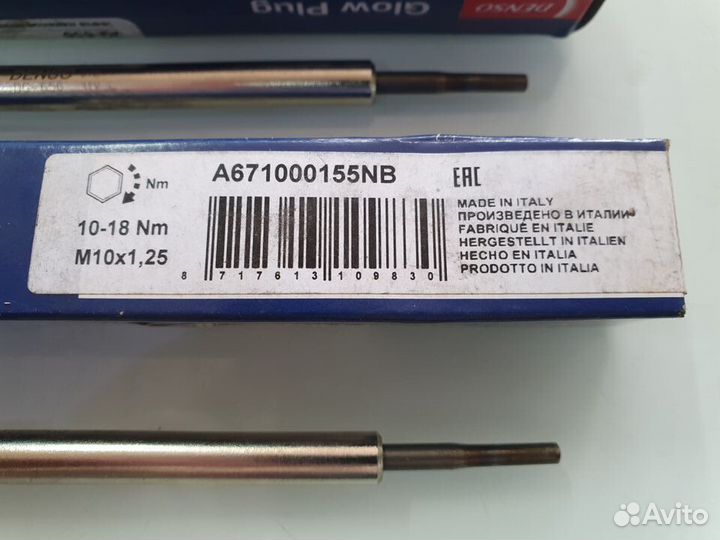 Glow Plug
DENSO
DENSO
Nm
10-18 Nm
M10x1,25
A671000155NB
8 717613 109830
EAC
MADE IN ITALY
ПРОИЗВЕДЕНО В ИТАЛИИ
FABRIQUÉ EN ITALIE
HERGESTELLT IN ITALIEN
HECHO EN ITALIA
PRODOTTO IN ITALIA
Avito